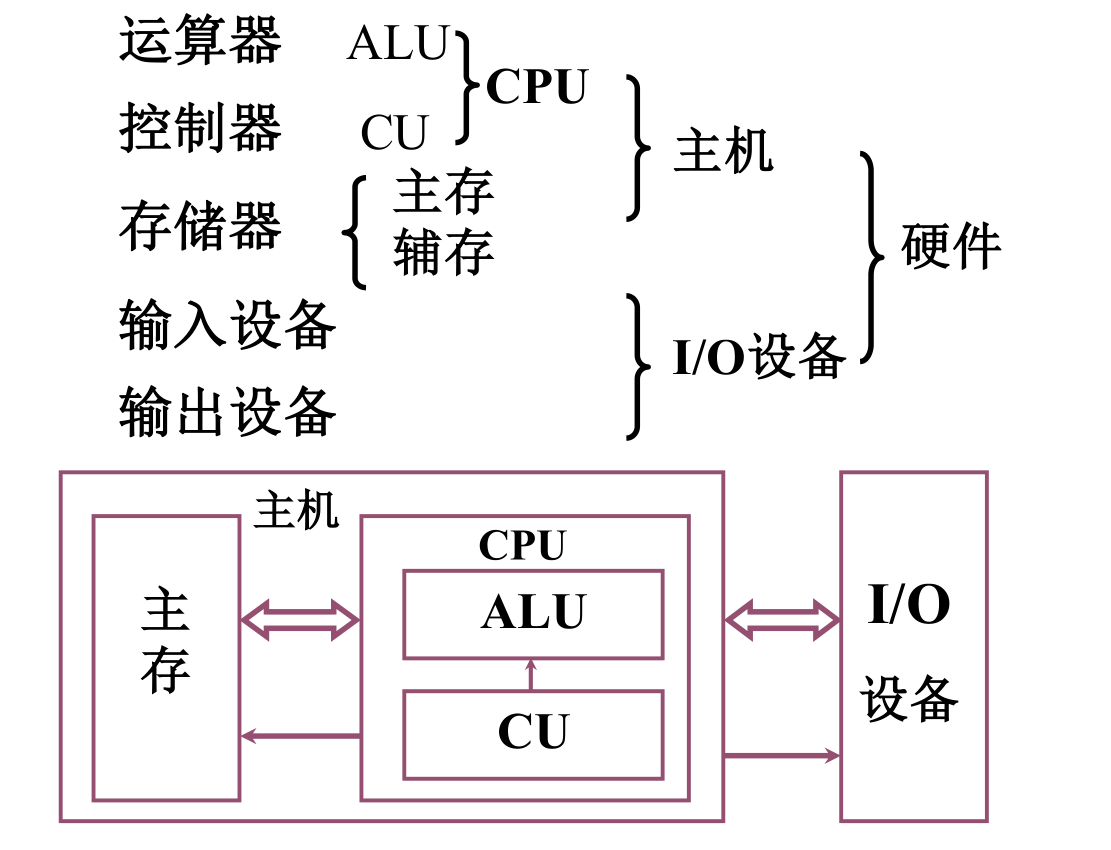 运算器 ALU
CPU
控制器 CU
主机
存储器 主存
辅存
硬件
输入设备
I/O设备
输出设备
主机
CPU
主存
ALU
I/O
设备
CU